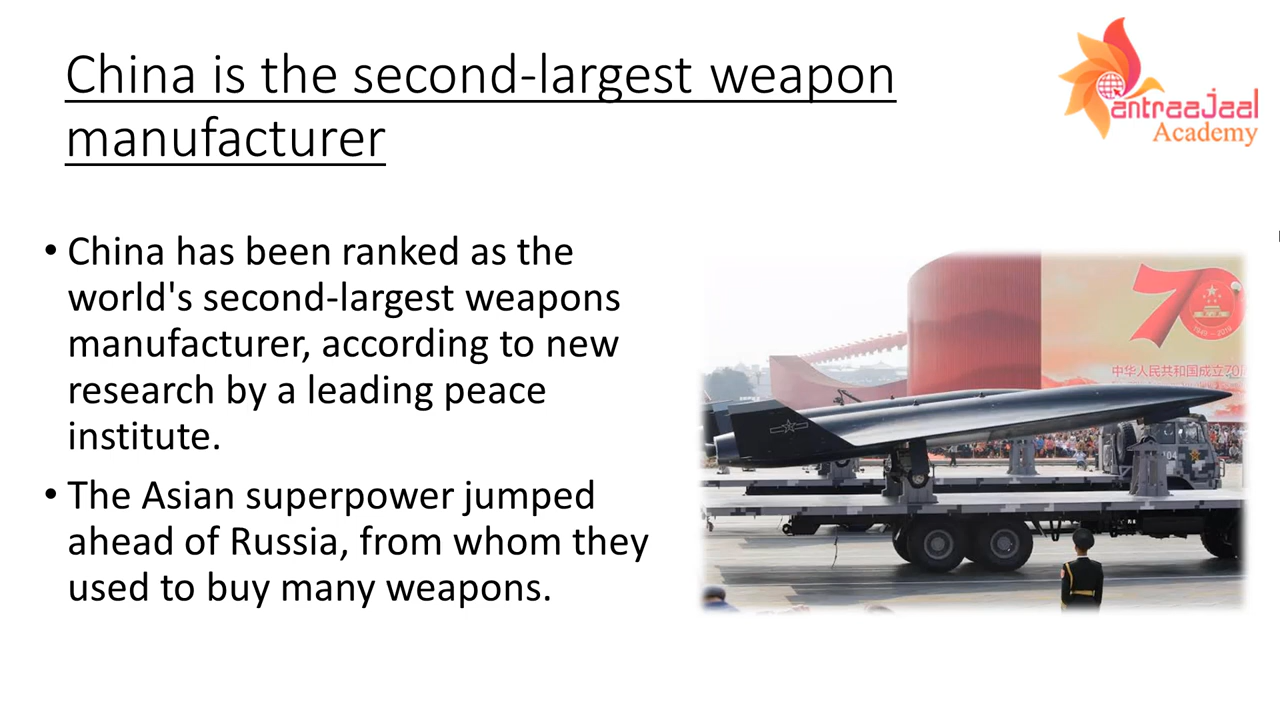 China is the second-largest weapon
manufacturer
antraajaal
Academy
• China has been ranked as the
world's second-largest weapons
manufacturer, according to new
research by a leading peace
institute.
• The Asian superpower jumped
ahead of Russia, from whom they
used to buy many weapons.
70
1949 - 2019
中华人民共和国成立70